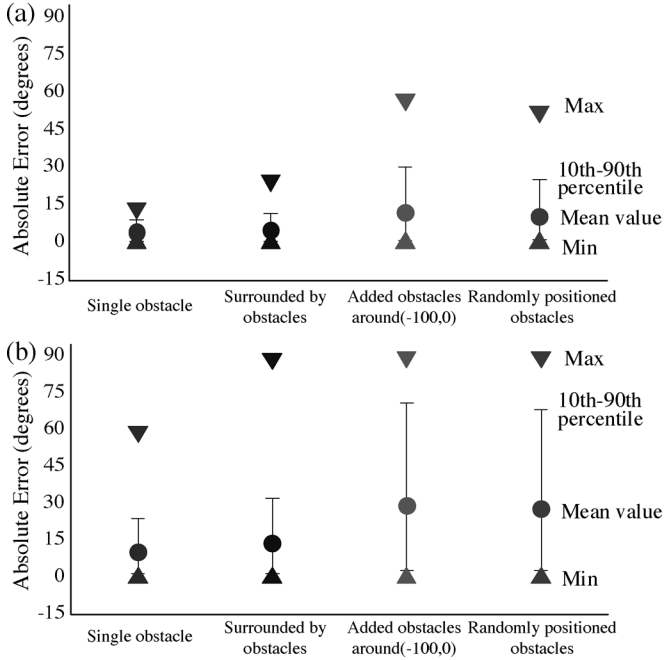 (a)
Absolute Error (degrees)
90
75
60
45
30
15
0
-15
Max
10th-90th
percentile
Mean value
Min
Single obstacle
Surrounded by
obstacles
Added obstacles
around(-100,0)
Randomly positioned
obstacles
(b)
Absolute Error (degrees)
90
75
60
45
30
15
0
-15
Max
10th-90th
percentile
Mean value
Min
Single obstacle
Surrounded by
obstacles
Added obstacles
around(-100,0)
Randomly positioned
obstacles